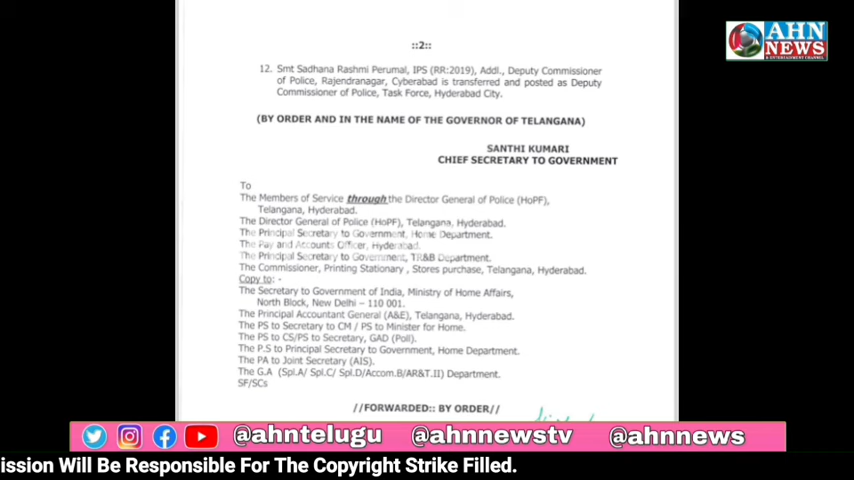 ::2::
AHN
NEWS
& ENTERTAINMENT CHANNEL
12. Smt Sadhana Rashmi Perumal, IPS (RR:2019), Addl., Deputy Commissioner
of Police, Rajendranagar, Cyberabad is transferred and posted as Deputy
Commissioner of Police, Task Force, Hyderabad City.
(BY ORDER AND IN THE NAME OF THE GOVERNOR OF TELANGANA)
SANTHI KUMARI
CHIEF SECRETARY TO GOVERNMENT
To
The Members of Service through the Director General of Police (HoPF),
Telangana, Hyderabad.
The Director General of Police (HoPF), Telangana, Hyderabad.
The Principal Secretary to Government, Home Department.
The Pay and Accounts Officer, Hyderabad.
The Principal Secretary to Government, TR&B Department.
The Commissioner, Printing Stationary , Stores purchase, Telangana, Hyderabad.
Copy to: -
The Secretary to Government of India, Ministry of Home Affairs,
North Block, New Delhi – 110 001.
The Principal Accountant General (A&E), Telangana, Hyderabad.
The PS to Secretary to CM / PS to Minister for Home.
The PS to CS/PS to Secretary, GAD (Poll).
The P.S to Principal Secretary to Government, Home Department.
The PA to Joint Secretary (AIS).
The G.A (Spl.A/ Spl.C/ Spl.D/Accom.B/AR&T.II) Department.
SF/SCs
//FORWARDED:: BY ORDER//
@ahntelugu @ahnnewstv @ahnnews
ission Will Be Responsible For The Copyright Strike Filled.